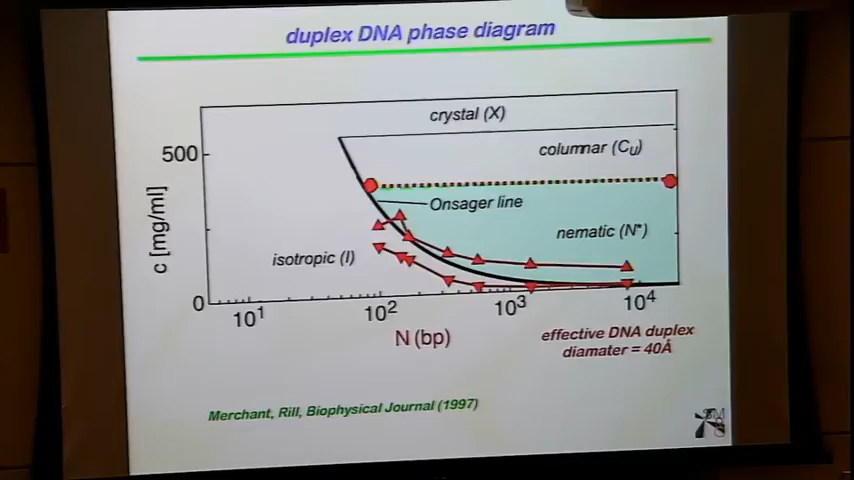 duplex DNA phase diagram
crystal (X)
500
columnar (CU)
Onsager line
c [mg/ml]
nematic (N*)
isotropic (I)
0
10¹ 10² 10³ 10⁴
N (bp)
effective DNA duplex
diamater = 40Å
Merchant, Rill, Biophysical Journal (1997)